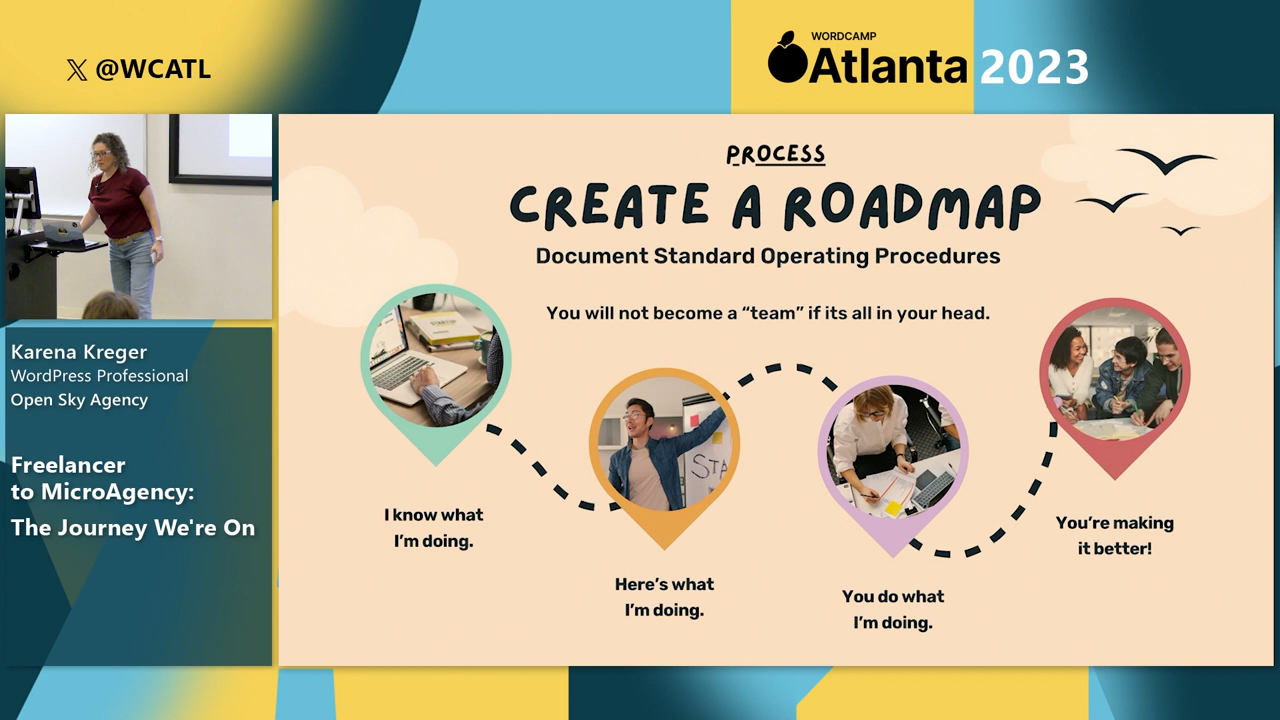 𝕏 @WCATL
WORDCAMP
Atlanta 2023
PROCESS
CREATE A ROADMAP
Document Standard Operating Procedures
You will not become a “team” if its all in your head.
I know what
I’m doing.
Here’s what
I’m doing.
You do what
I’m doing.
You’re making
it better!
Karena Kreger
WordPress Professional
Open Sky Agency
Freelancer
to MicroAgency:
The Journey We're On
STA